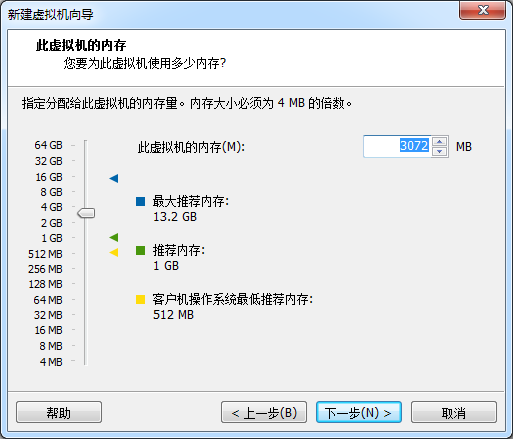 新建虚拟机向导
此虚拟机的内存
您要为此虚拟机使用多少内存?
指定分配给此虚拟机的内存量。内存大小必须为 4 MB 的倍数。
64 GB
32 GB
16 GB
8 GB
4 GB
2 GB
1 GB
512 MB
256 MB
128 MB
64 MB
32 MB
16 MB
8 MB
4 MB
此虚拟机的内存(M): 3072 MB
最大推荐内存:
13.2 GB
推荐内存:
1 GB
客户机操作系统最低推荐内存:
512 MB
帮助 < 上一步(B) 下一步(N) > 取消